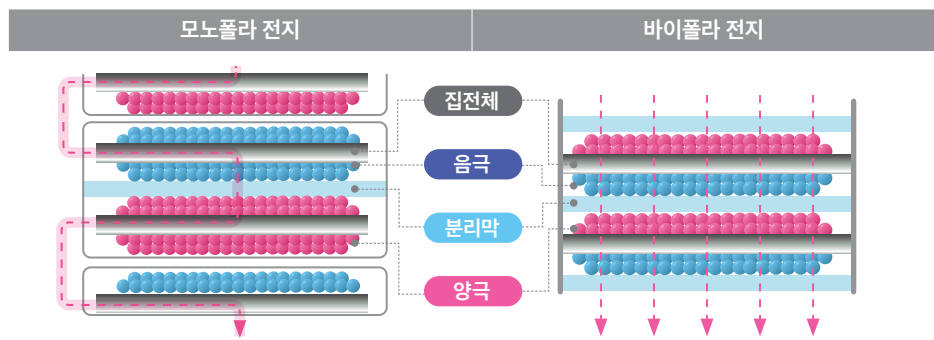 모노폴라 전지
바이폴라 전지
집전체
음극
분리막
양극